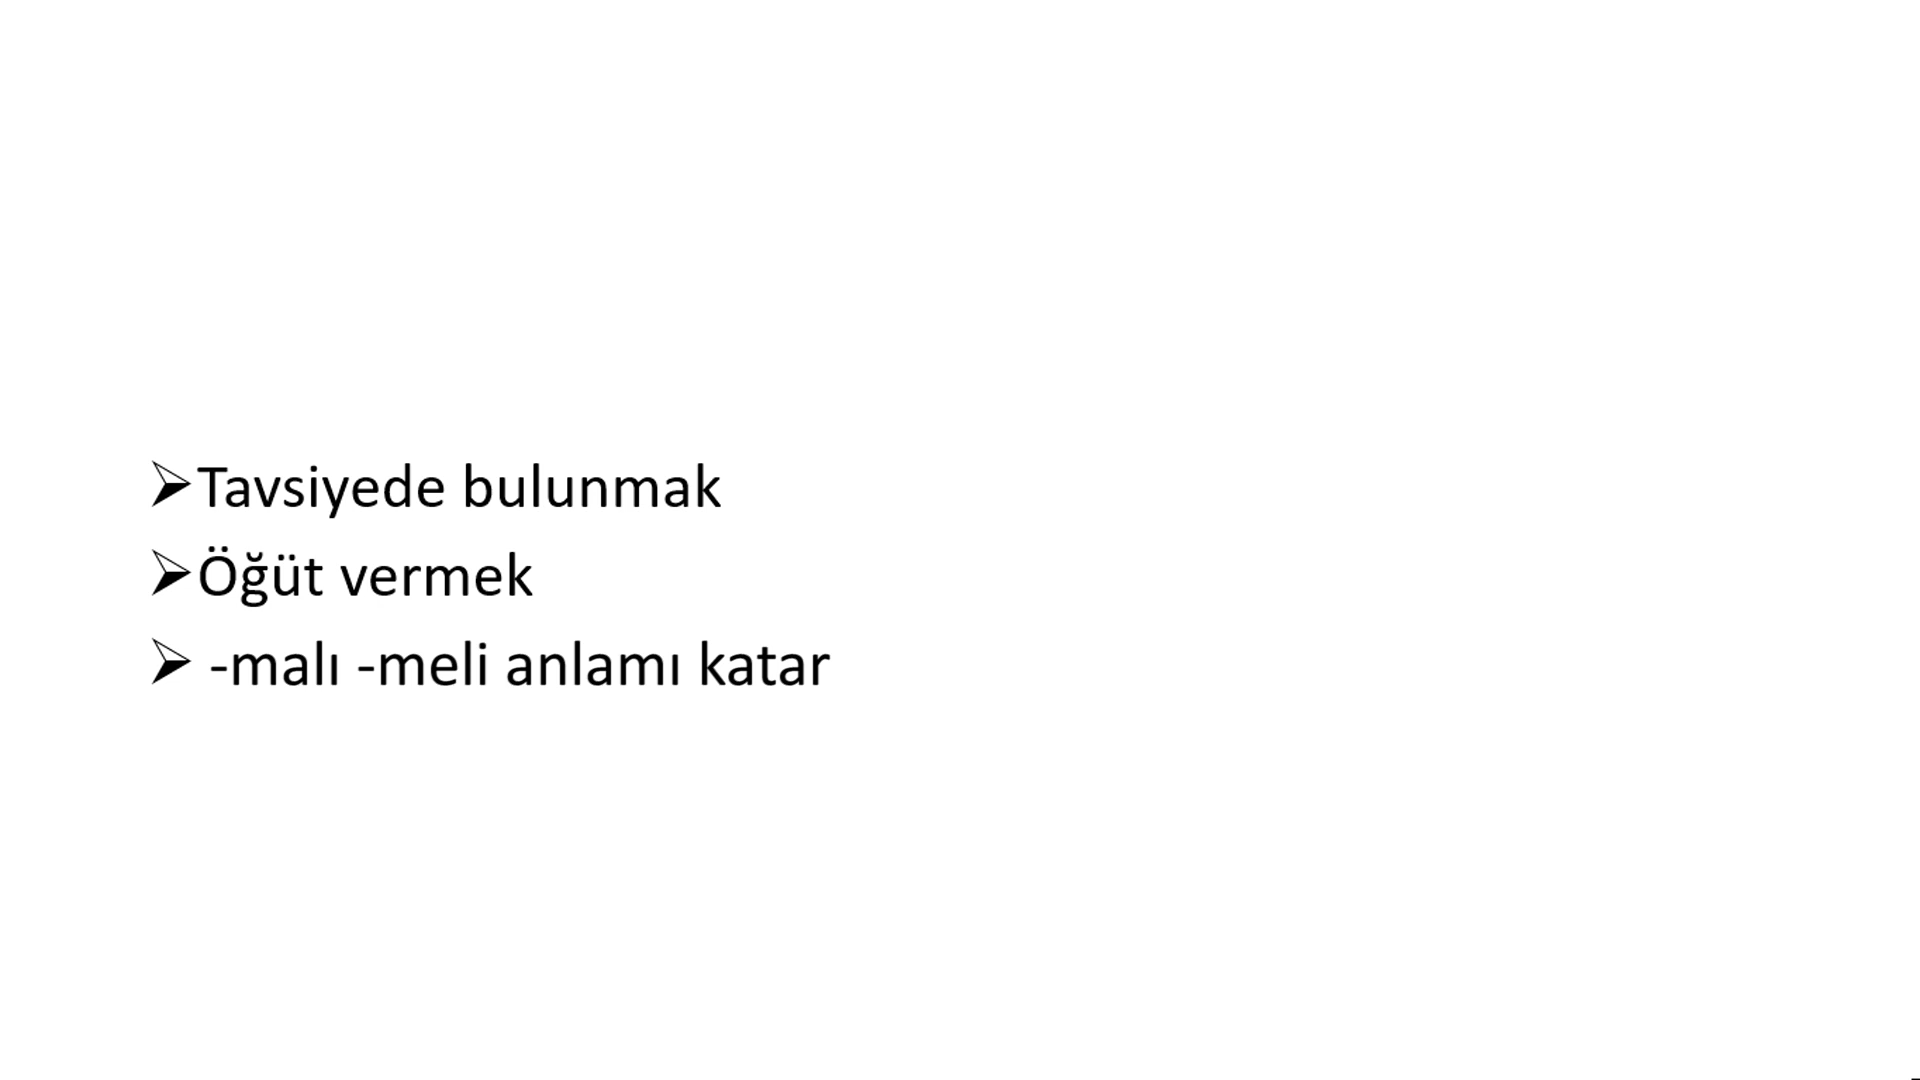 ➢Tavsiyede bulunmak
➢Öğüt vermek
➢ -malı -meli anlamı katar